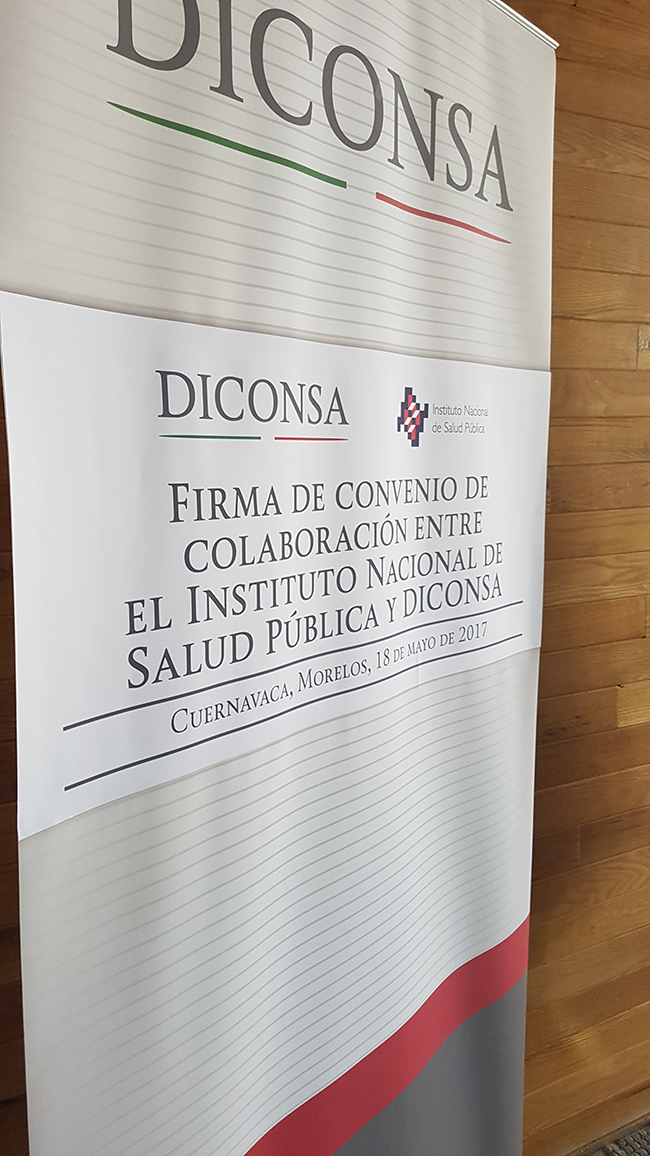 DICONSA
DICONSA
Instituto Nacional
de Salud Pública
FIRMA DE CONVENIO DE
COLABORACIÓN ENTRE
EL INSTITUTO NACIONAL DE
SALUD PÚBLICA Y DICONSA
CUERNAVACA, MORELOS, 18 DE MAYO DE 2017